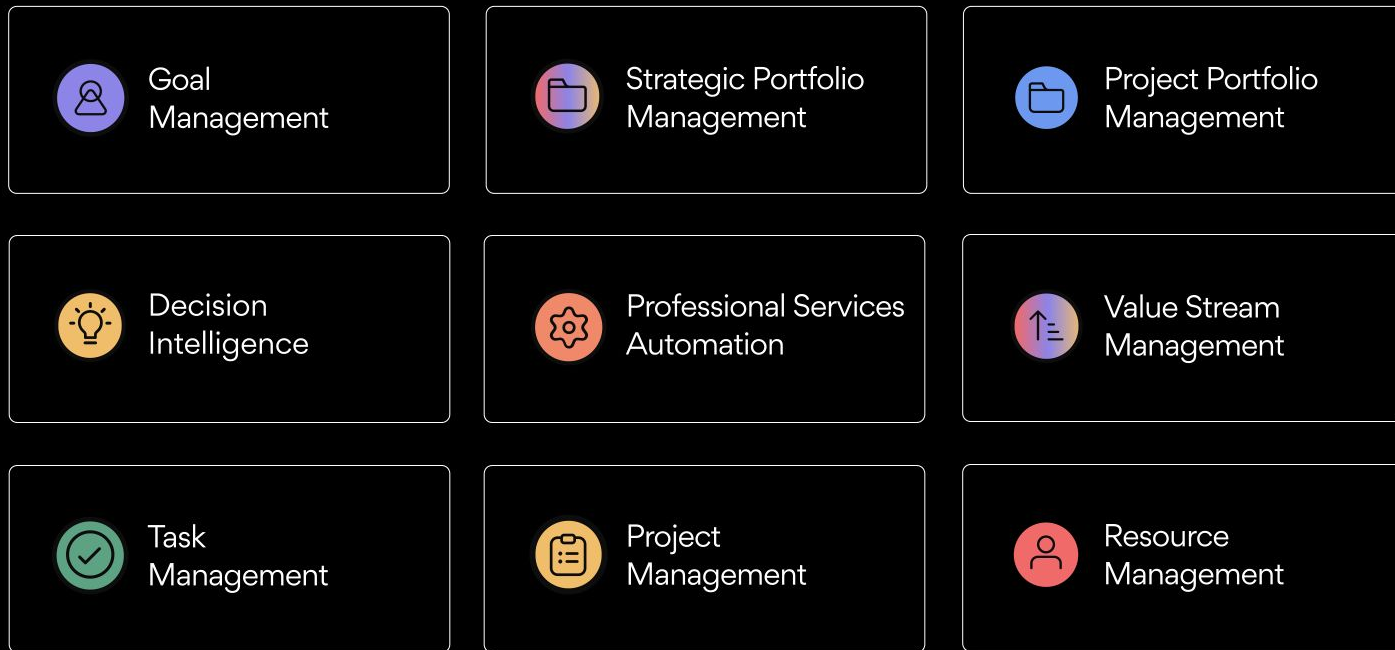 Goal
Management
Strategic Portfolio
Management
Project Portfolio
Management
Decision
Intelligence
Professional Services
Automation
Value Stream
Management
Task
Management
Project
Management
Resource
Management